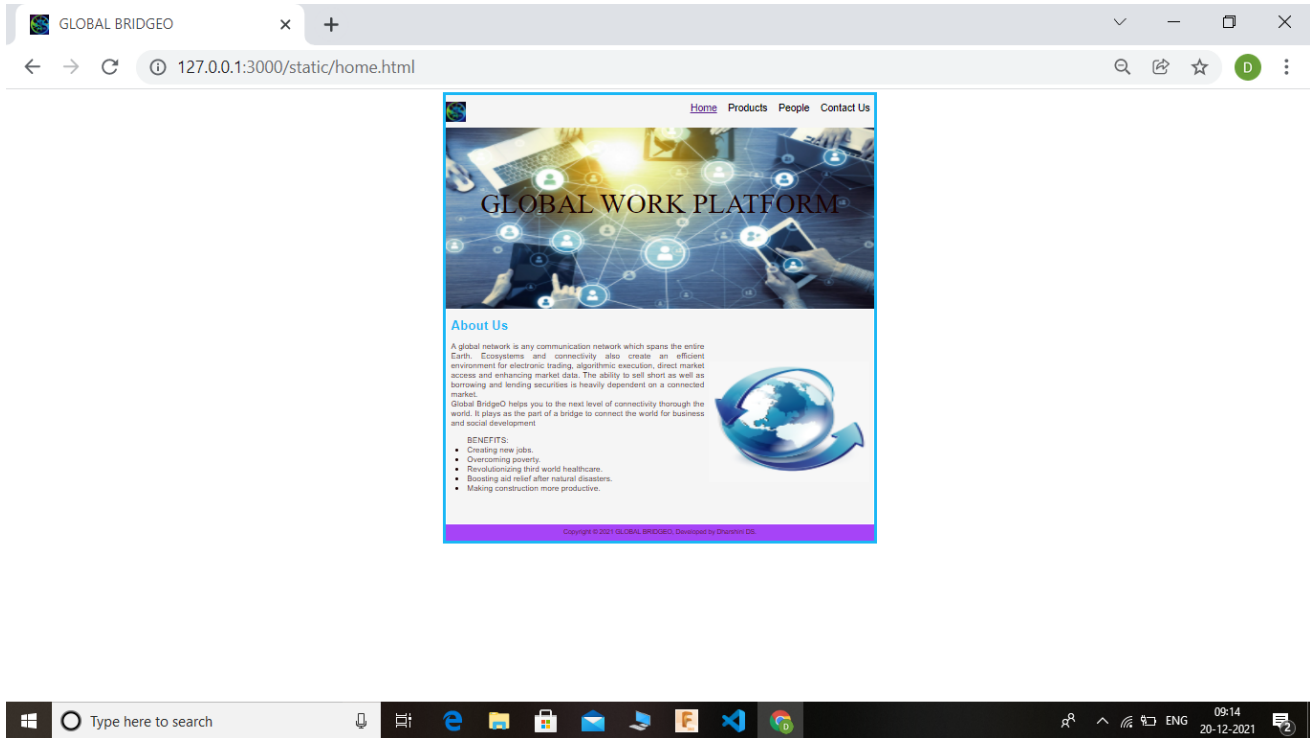 GLOBAL BRIDGEO
127.0.0.1:3000/static/home.html
D
Home Products People Contact Us
GLOBAL WORK PLATFORM
About Us
A global network is any communication network which spans the entire
Earth. Ecosystems and connectivity also create an efficient
environment for electronic trading, algorithmic execution, direct market
access and enhancing market data. The ability to sell short as well as
borrowing and lending securities is heavily dependent on a connected
market.
Global BridgeO helps you to the next level of connectivity thorough the
world. It plays as the part of a bridge to connect the world for business
and social development
BENEFITS:
Creating new jobs.
Overcoming poverty.
Revolutionizing third world healthcare.
Boosting aid relief after natural disasters.
Making construction more productive.
Copyright © 2021 GLOBAL BRIDGEO, Developed by Dharshini DS.
Type here to search
ENG
09:14
20-12-2021
2